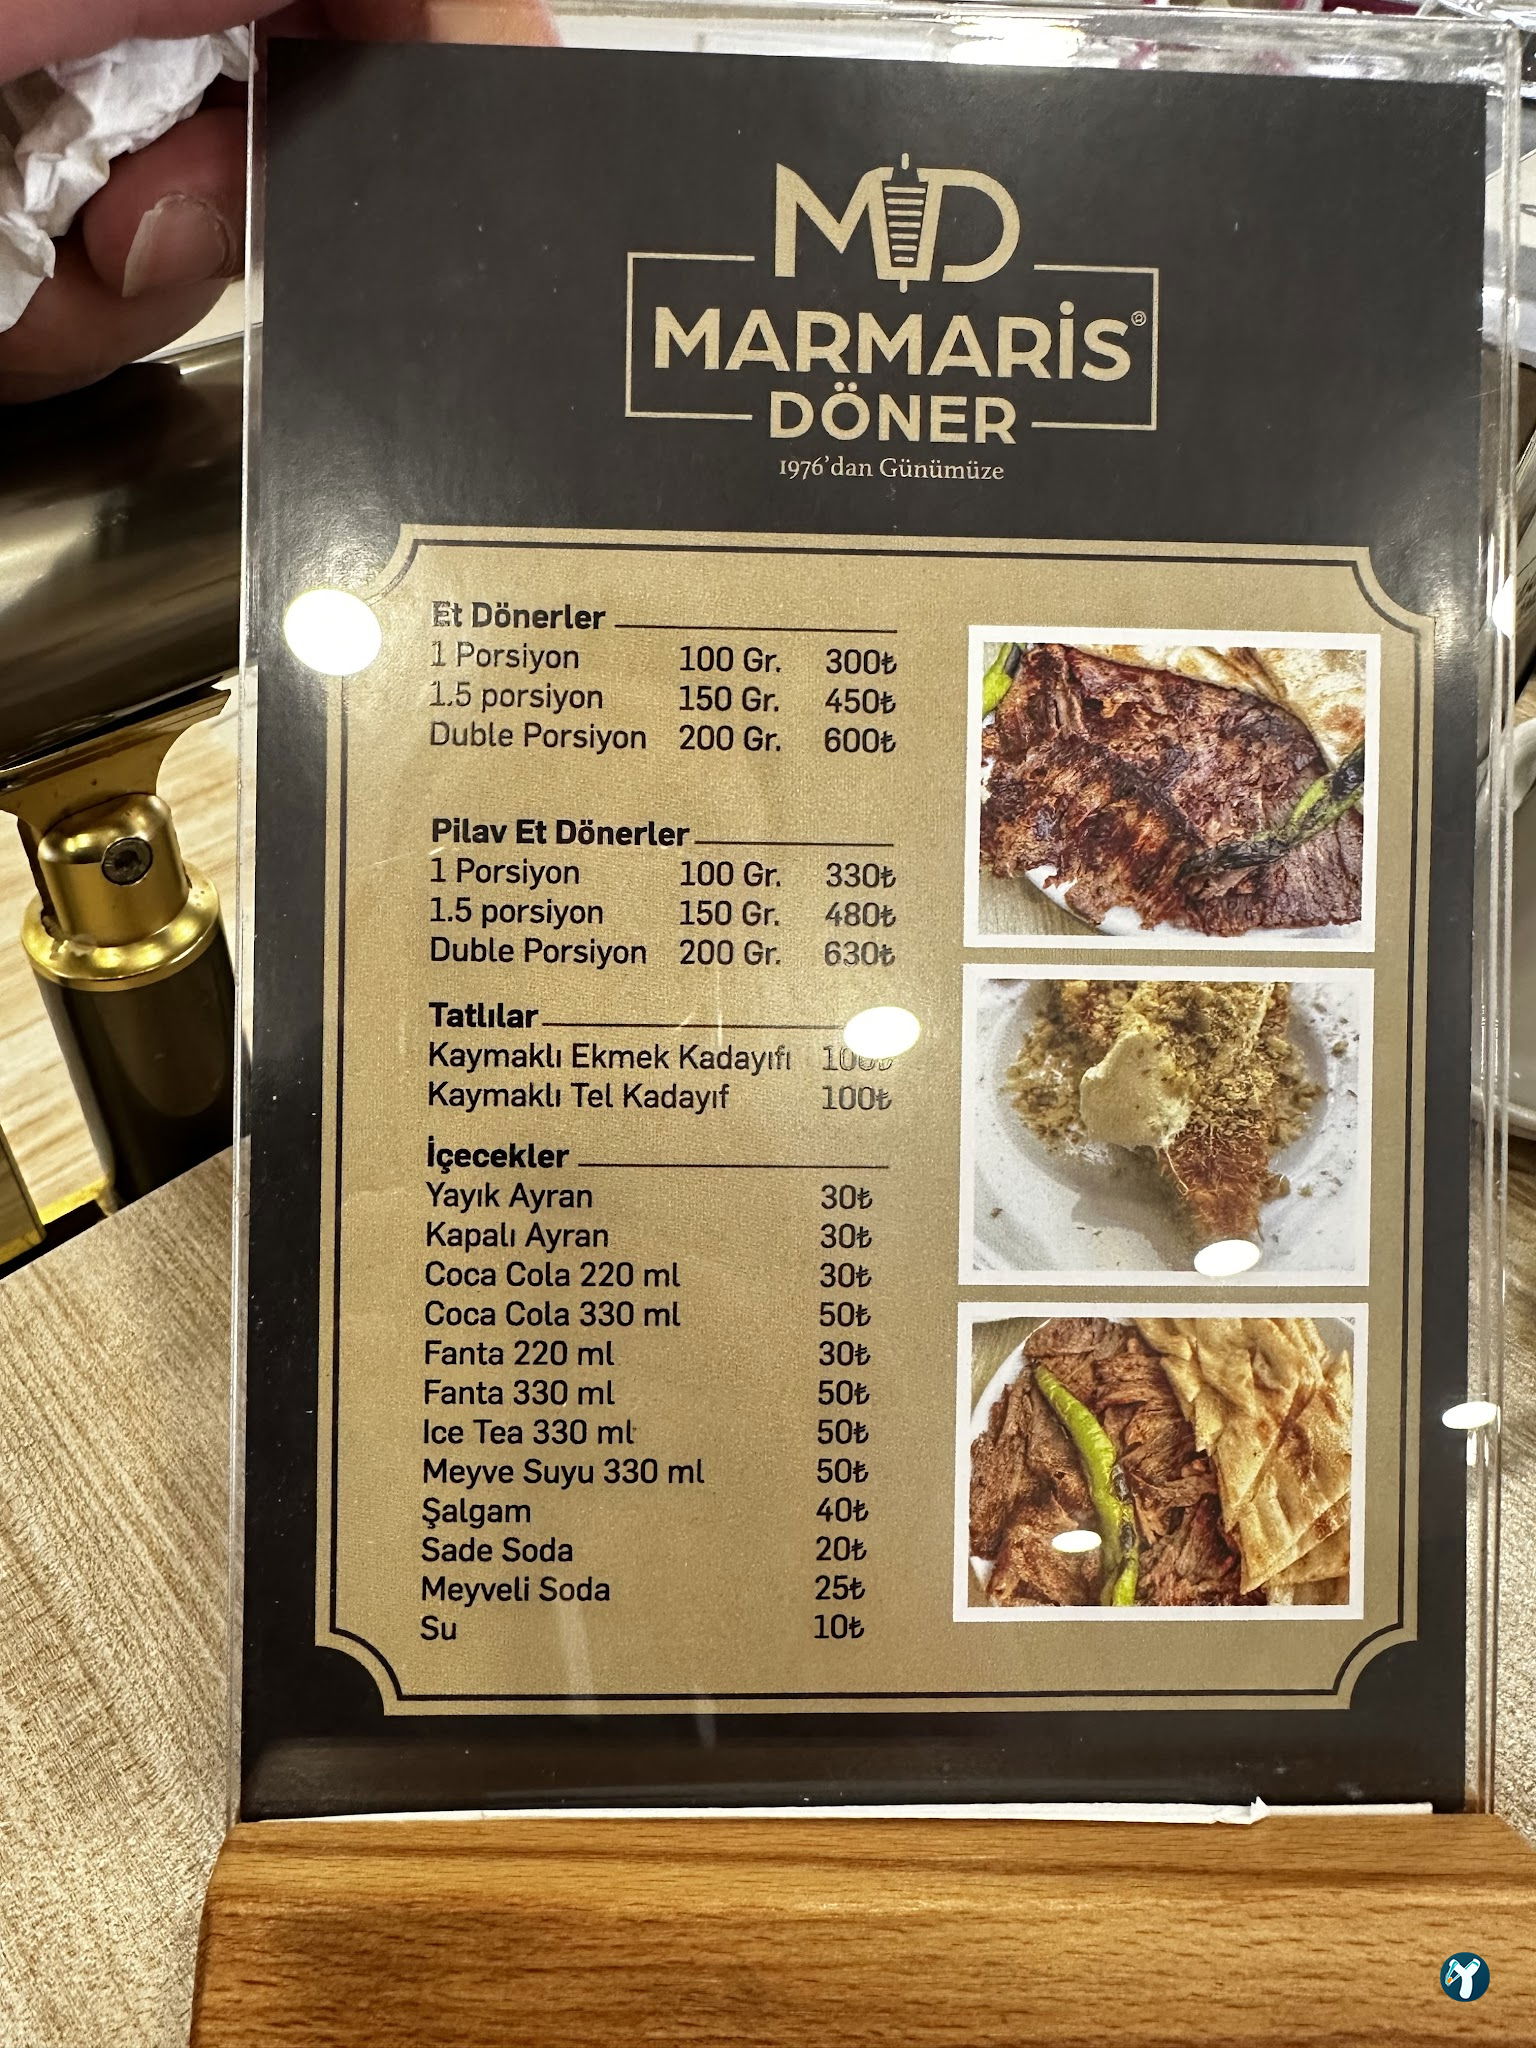 MD
MARMARİS®
DÖNER
1976'dan Günümüze
Et Dönerler
1 Porsiyon 100 Gr. 300₺
1.5 porsiyon 150 Gr. 450₺
Duble Porsiyon 200 Gr. 600₺
Pilav Et Dönerler
1 Porsiyon 100 Gr. 330₺
1.5 porsiyon 150 Gr. 480₺
Duble Porsiyon 200 Gr. 630₺
Tatlılar
Kaymaklı Ekmek Kadayıfı 100₺
Kaymaklı Tel Kadayıf 100₺
İçecekler
Yayık Ayran 30₺
Kapalı Ayran 30₺
Coca Cola 220 ml 30₺
Coca Cola 330 ml 50₺
Fanta 220 ml 30₺
Fanta 330 ml 50₺
Ice Tea 330 ml 50₺
Meyve Suyu 330 ml 50₺
Şalgam 40₺
Sade Soda 20₺
Meyveli Soda 25₺
Su 10₺